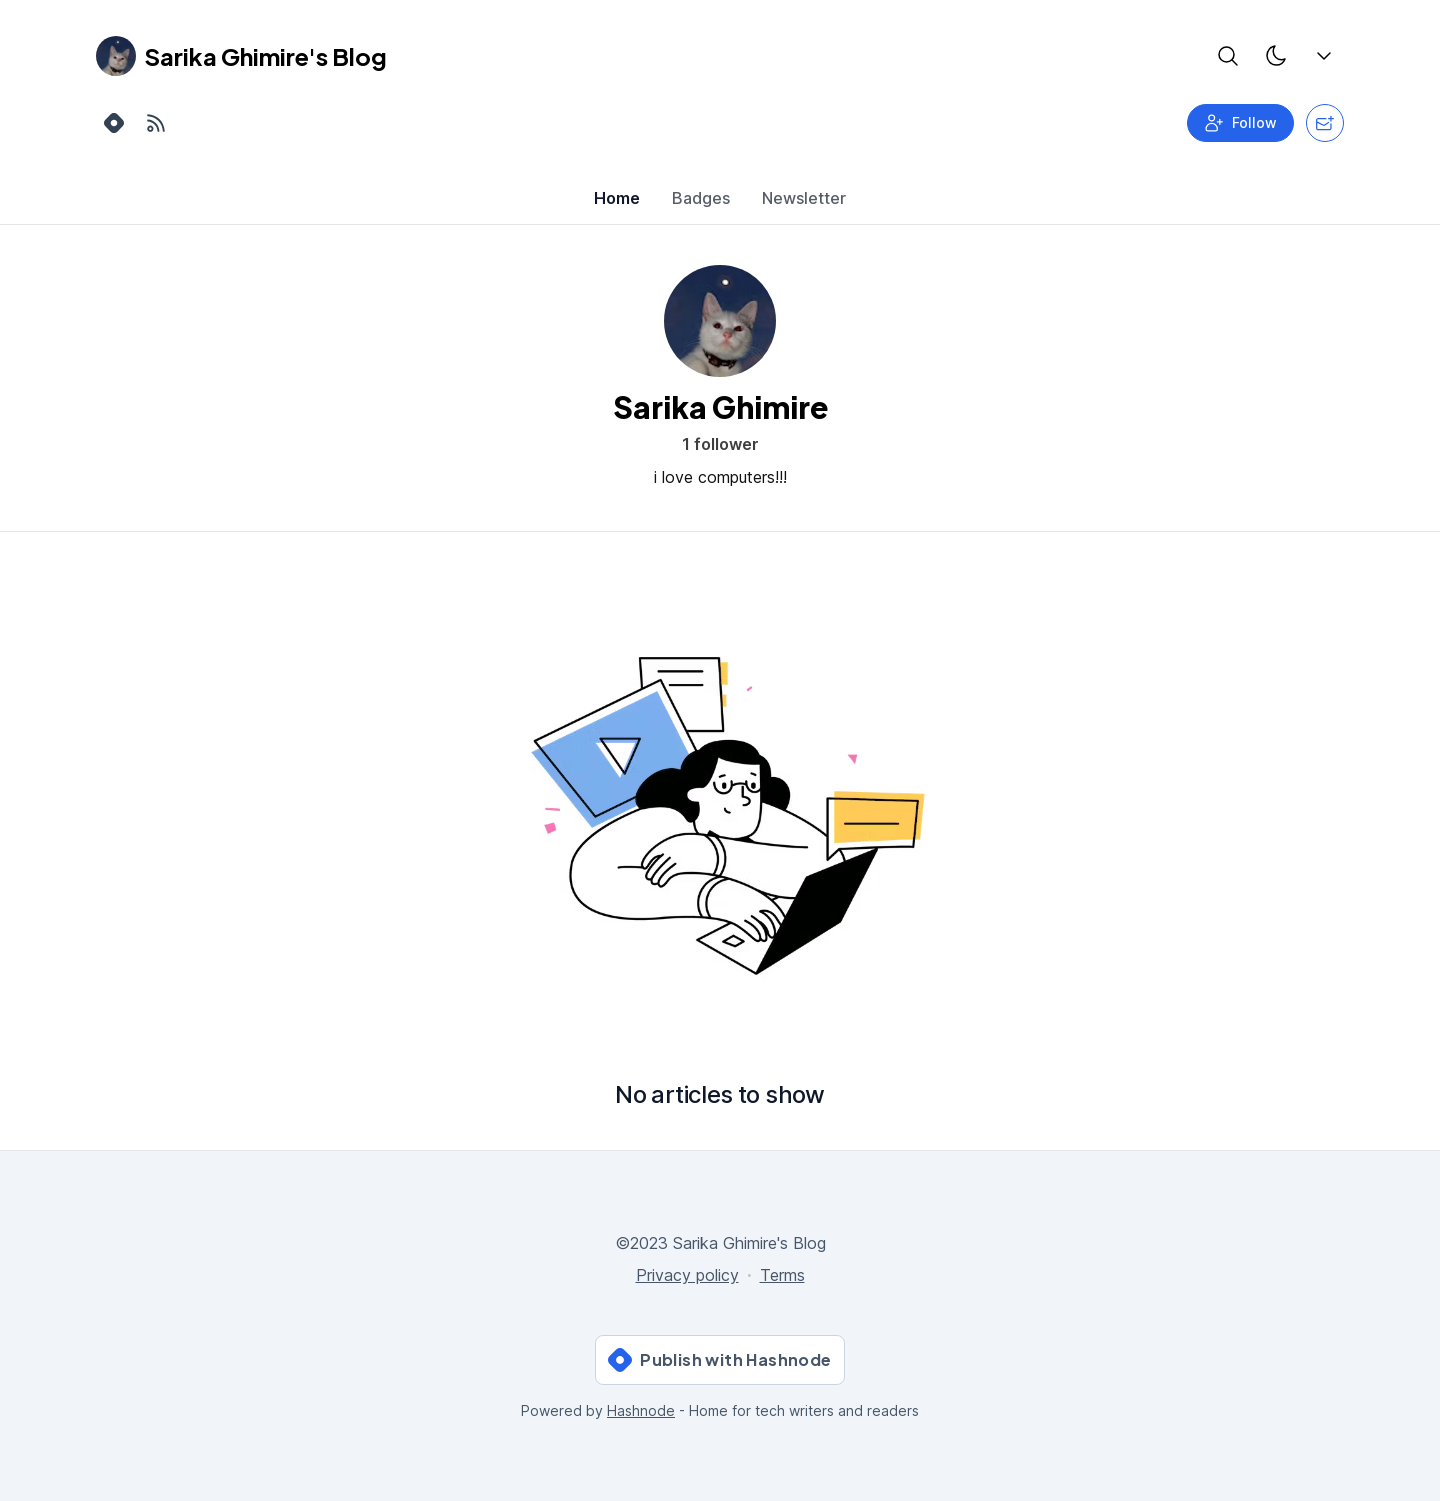 Sarika Ghimire's Blog
Follow
Home Badges Newsletter
Sarika Ghimire
1 follower
i love computers!!!
No articles to show
©2023 Sarika Ghimire's Blog
Privacy policy · Terms
Publish with Hashnode
Powered by Hashnode - Home for tech writers and readers